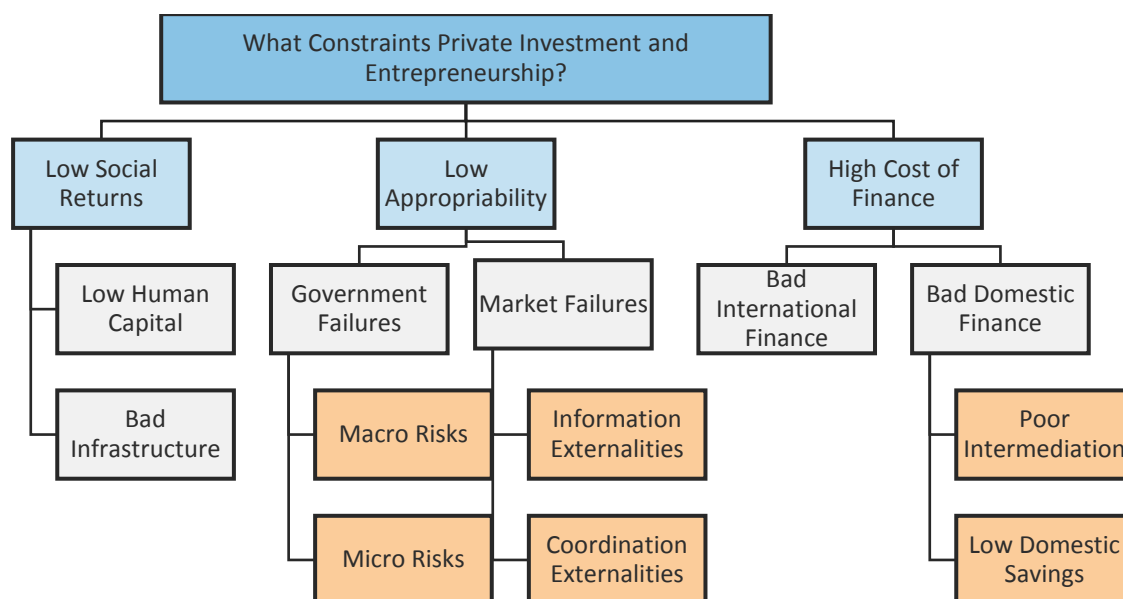 What Constraints Private Investment and
Entrepreneurship?
Low Social
Returns
Low
Appropriability
High Cost of
Finance
Low Human
Capital
Government
Failures
Market Failures
Bad
International
Finance
Bad Domestic
Finance
Bad
Infrastructure
Macro Risks
Information
Externalities
Poor
Intermediation
Micro Risks
Coordination
Externalities
Low Domestic
Savings